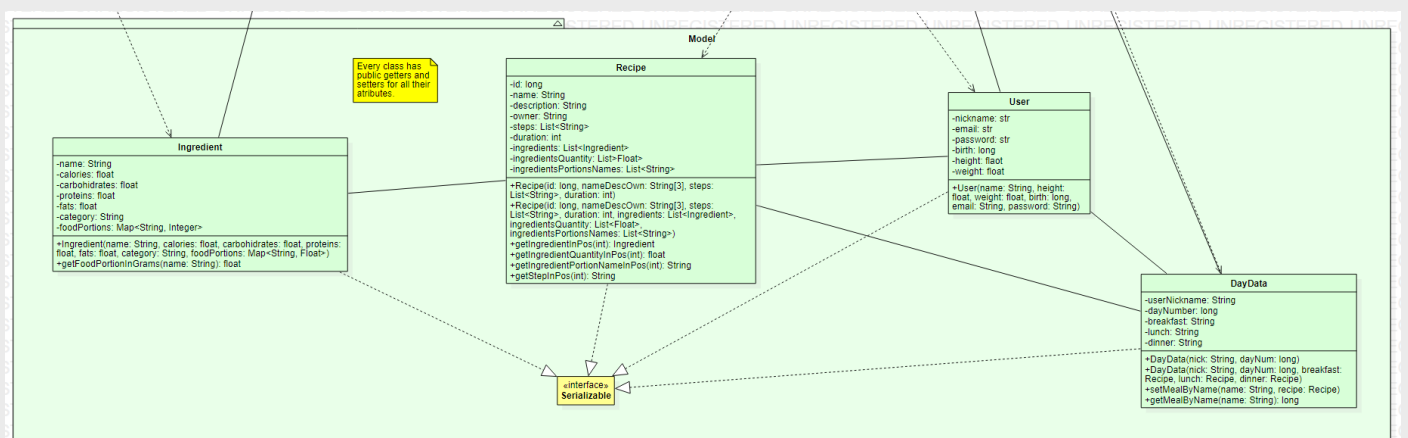 STERED UNREGISTERED UNREGISTERED UNREGISTERED UNREGISTERED UNRE
Model
Every class has
public getters and
setters for all their
atributes.
Recipe
-id: long
-name: String
-description: String
-owner: String
-steps: List<String>
-duration: int
-ingredients: List<Ingredient>
-ingredientsQuantity: List>Float>
-ingredientsPortionsNames: List<String>
+Recipe(id: long, nameDescOwn: String[3], steps:
List<String>, duration: int)
+Recipe(id: long, nameDescOwn: String[3], steps:
List<String>, duration: int, ingredients: List<Ingredient>,
ingredientsQuantity: List<Float>,
ingredientsPortionsNames: List<String>)
+getIngredientInPos(int): Ingredient
+getIngredientQuantityInPos(int): float
+getIngredientPortionNameInPos(int): String
+getStepInPos(int): String
User
-nickname: str
-email: str
-password: str
-birth: long
-height: flaot
-weight: float
+User(name: String, height:
float, weight: float, birth: long,
email: String, password: String)
Ingredient
-name: String
-calories: float
-carbohidrates: float
-proteins: float
-fats: float
-category: String
-foodPortions: Map<String, Integer>
+Ingredient(name: String, calories: float, carbohidrates: float, proteins:
float, fats: float, category: String, foodPortions: Map<String, Float>)
+getFoodPortionInGrams(name: String): float
DayData
-userNickname: String
-dayNumber: long
-breakfast: String
-lunch: String
-dinner: String
+DayData(nick: String, dayNum: long)
+DayData(nick: String, dayNum: long, breakfast:
Recipe, lunch: Recipe, dinner: Recipe)
+setMealByName(name: String, recipe: Recipe)
+getMealByName(name: String): long
«interface»
Serializable